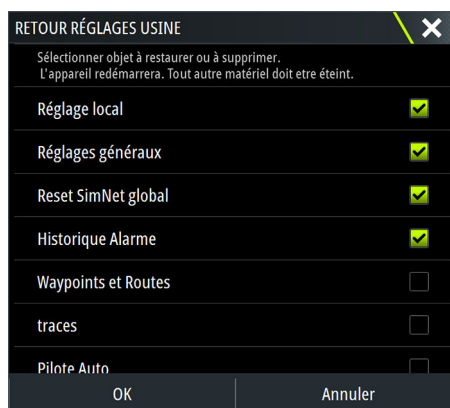 RETOUR RÉGLAGES USINE
Sélectionner objet à restaurer ou à supprimer.
L'appareil redémarrera. Tout autre matériel doit etre éteint.
Réglage local
Réglages généraux
Reset SimNet global
Historique Alarme
Waypoints et Routes
traces
Pilote Auto
OK
Annuler